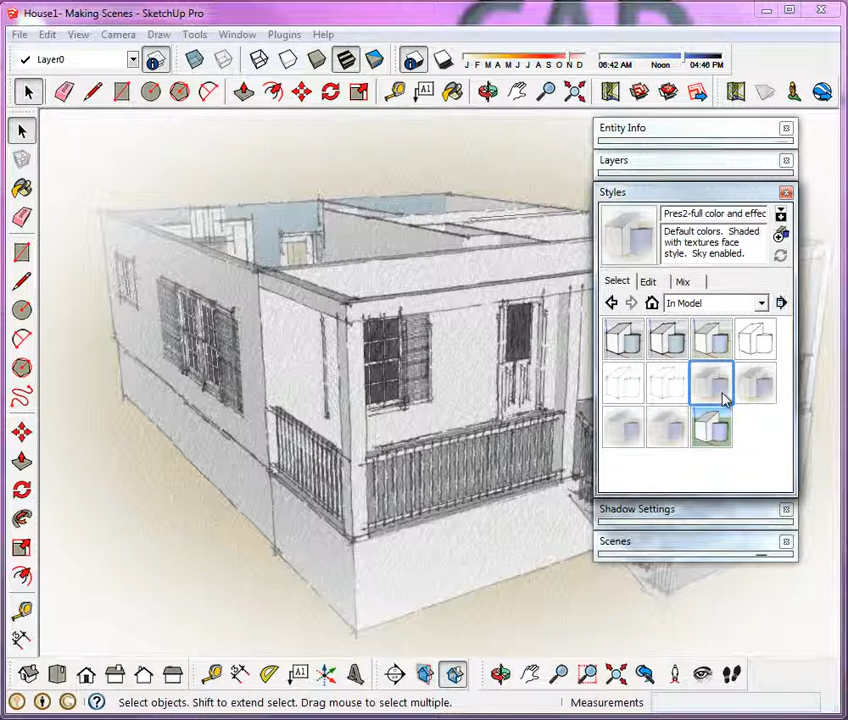 House1- Making Scenes - SketchUp Pro
CAD
File Edit View Camera Draw Tools Window Plugins Help
Layer0
J F M A M J J A S O N D
06:42 AM Noon 04:46 PM
A1
Entity Info
Layers
Styles
Pres2-full color and effec
Default colors. Shaded
with textures face
style. Sky enabled.
Select Edit Mix
In Model
Shadow Settings
Scenes
A1
Select objects. Shift to extend select. Drag mouse to select multiple.
Measurements